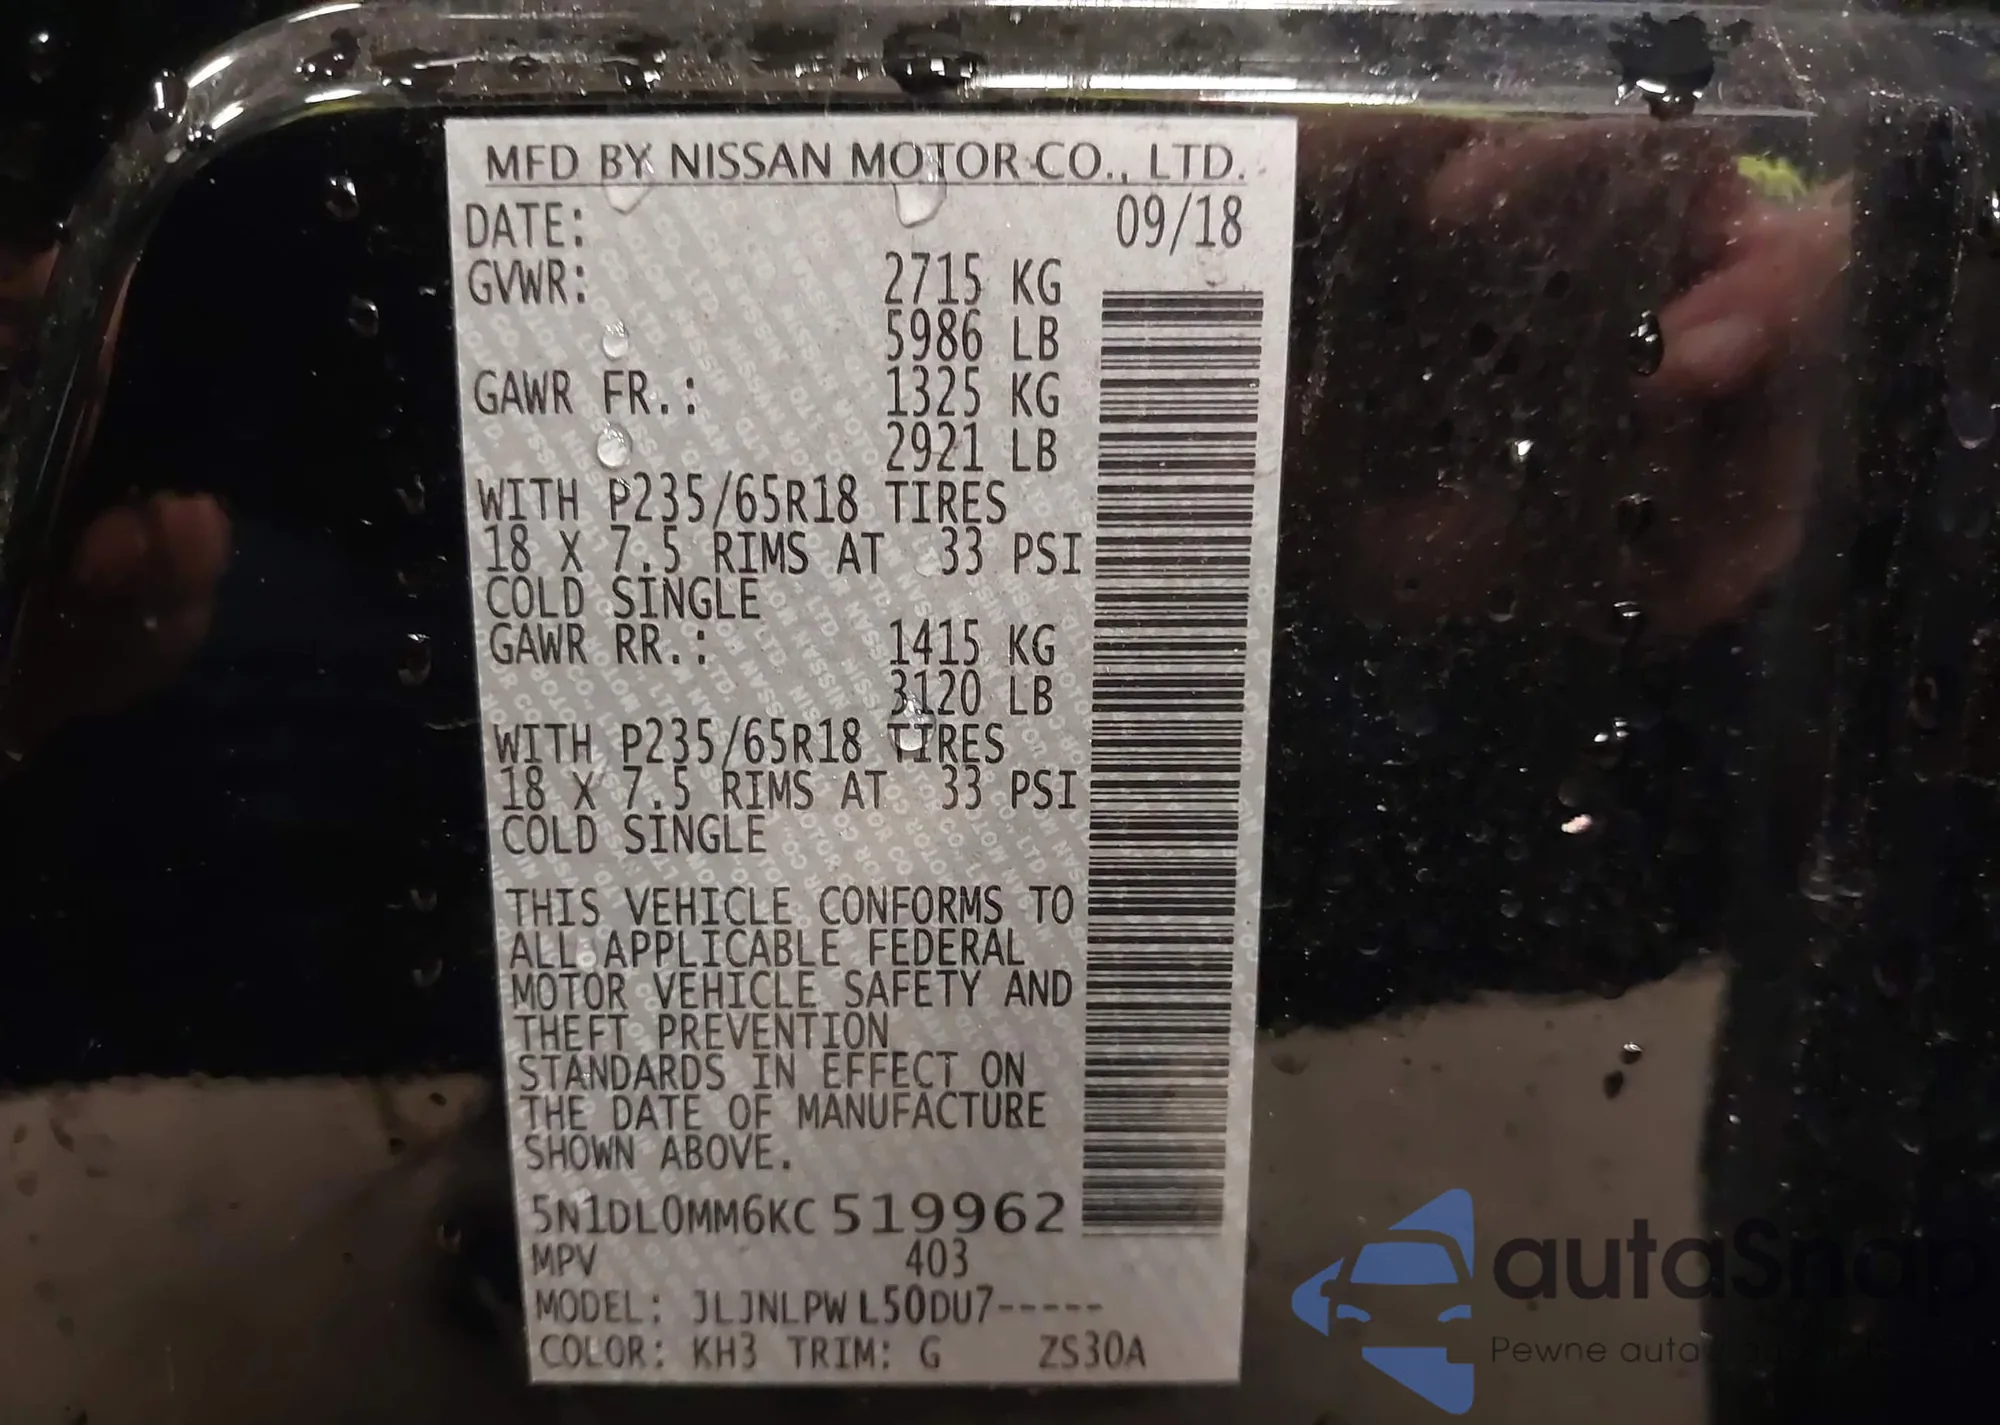 MFD BY NISSAN MOTOR CO., LTD.
DATE: 09/18
GVWR: 2715 KG
5986 LB
GAWR FR.: 1325 KG
2921 LB
WITH P235/65R18 TIRES
18 X 7.5 RIMS AT 33 PSI
COLD SINGLE
GAWR RR.: 1415 KG
3120 LB
WITH P235/65R18 TIRES
18 X 7.5 RIMS AT 33 PSI
COLD SINGLE
THIS VEHICLE CONFORMS TO
ALL APPLICABLE FEDERAL
MOTOR VEHICLE SAFETY AND
THEFT PREVENTION
STANDARDS IN EFFECT ON
THE DATE OF MANUFACTURE
SHOWN ABOVE.
5N1DL0MM6KC519962
MPV 403
MODEL: JLJNLPWL50DU7-----
COLOR: KH3 TRIM: G ZS30A
autaSnap
Pewne auta